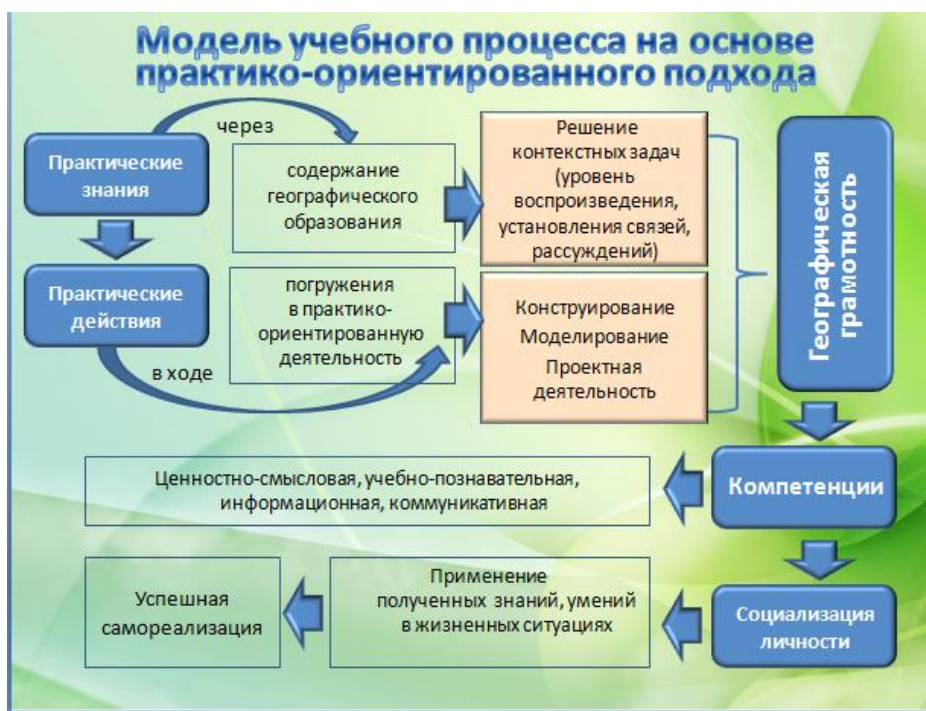 Модель учебного процесса на основе
практико-ориентированного подхода
через
Практические
знания
содержание
географического
образования
Решение
контекстных задач
(уровень
воспроизведения,
установления связей,
рассуждений)
Географическая
грамотность
Практические
действия
погружения
в практико-
ориентированную
деятельность
Конструирование
Моделирование
Проектная
деятельность
в ходе
Ценностно-смысловая, учебно-познавательная,
информационная, коммуникативная
Компетенции
Успешная
самореализация
Применение
полученных знаний, умений
в жизненных ситуациях
Социализация
личности